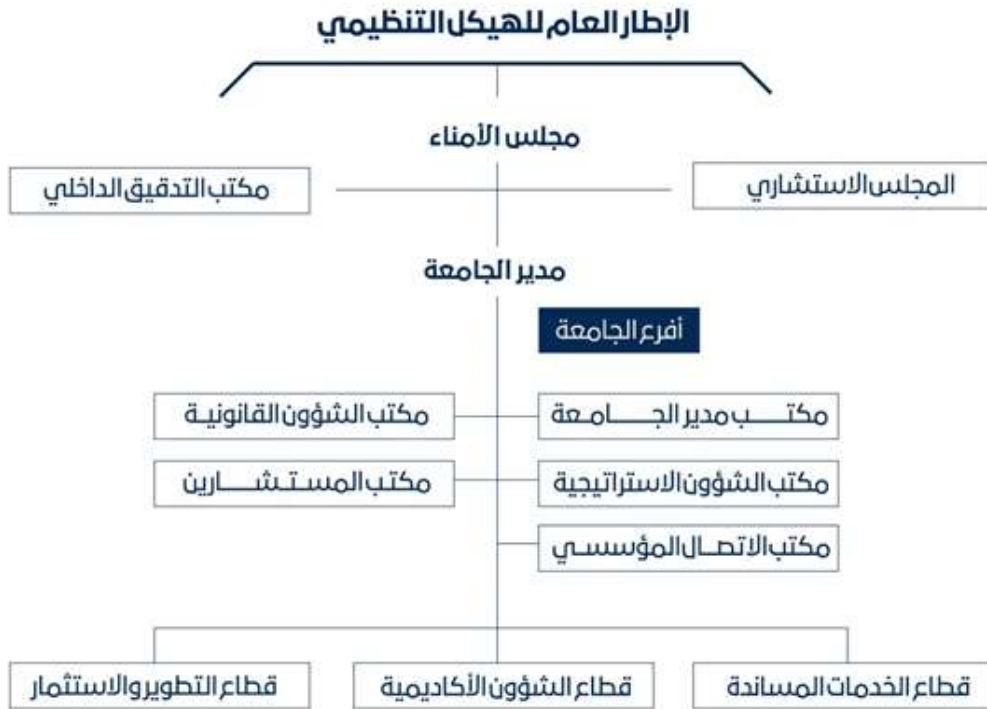 الإطار العام للهيكل التنظيمي
مجلس الأمناء
المجلس الاستشاري
مكتب التدقيق الداخلي
مدير الجامعة
أفرع الجامعة
مكتب مدير الجامعة
مكتب الشؤون القانونية
مكتب الشؤون الاستراتيجية
مكتب المستشارين
مكتب الاتصال المؤسسي
قطاع الخدمات المساندة
قطاع الشؤون الأكاديمية
قطاع التطوير والاستثمار